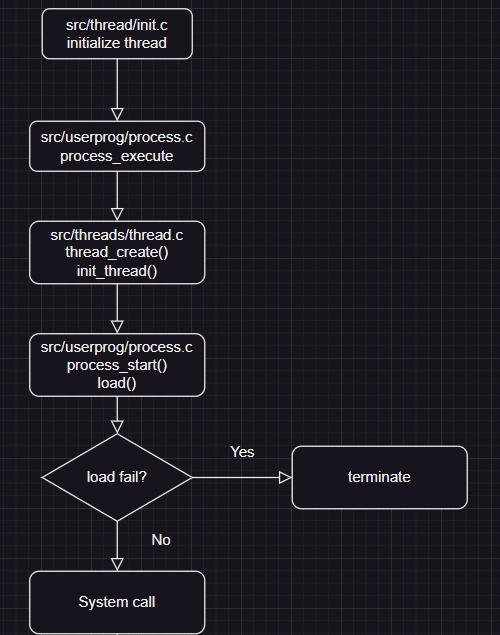 src/thread/init.c
initialize thread
src/userprog/process.c
process_execute
src/threads/thread.c
thread_create()
init_thread()
src/userprog/process.c
process_start()
load()
load fail?
Yes
terminate
No
System call